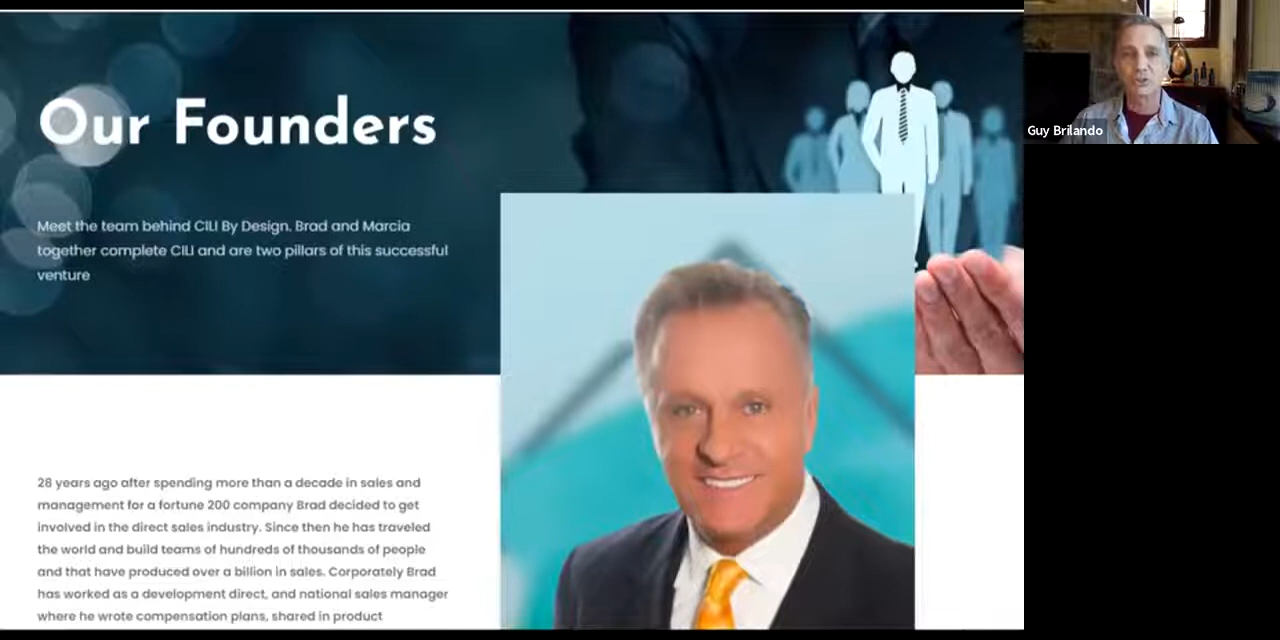 Our Founders
Meet the team behind CILI By Design. Brad and Marcia
together complete CILI and are two pillars of this successful
venture
28 years ago after spending more than a decade in sales and
management for a fortune 200 company Brad decided to get
involved in the direct sales industry. Since then he has traveled
the world and build teams of hundreds of thousands of people
and that have produced over a billion in sales. Corporately Brad
has worked as a development direct, and national sales manager
where he wrote compensation plans, shared in product
Guy Brilando